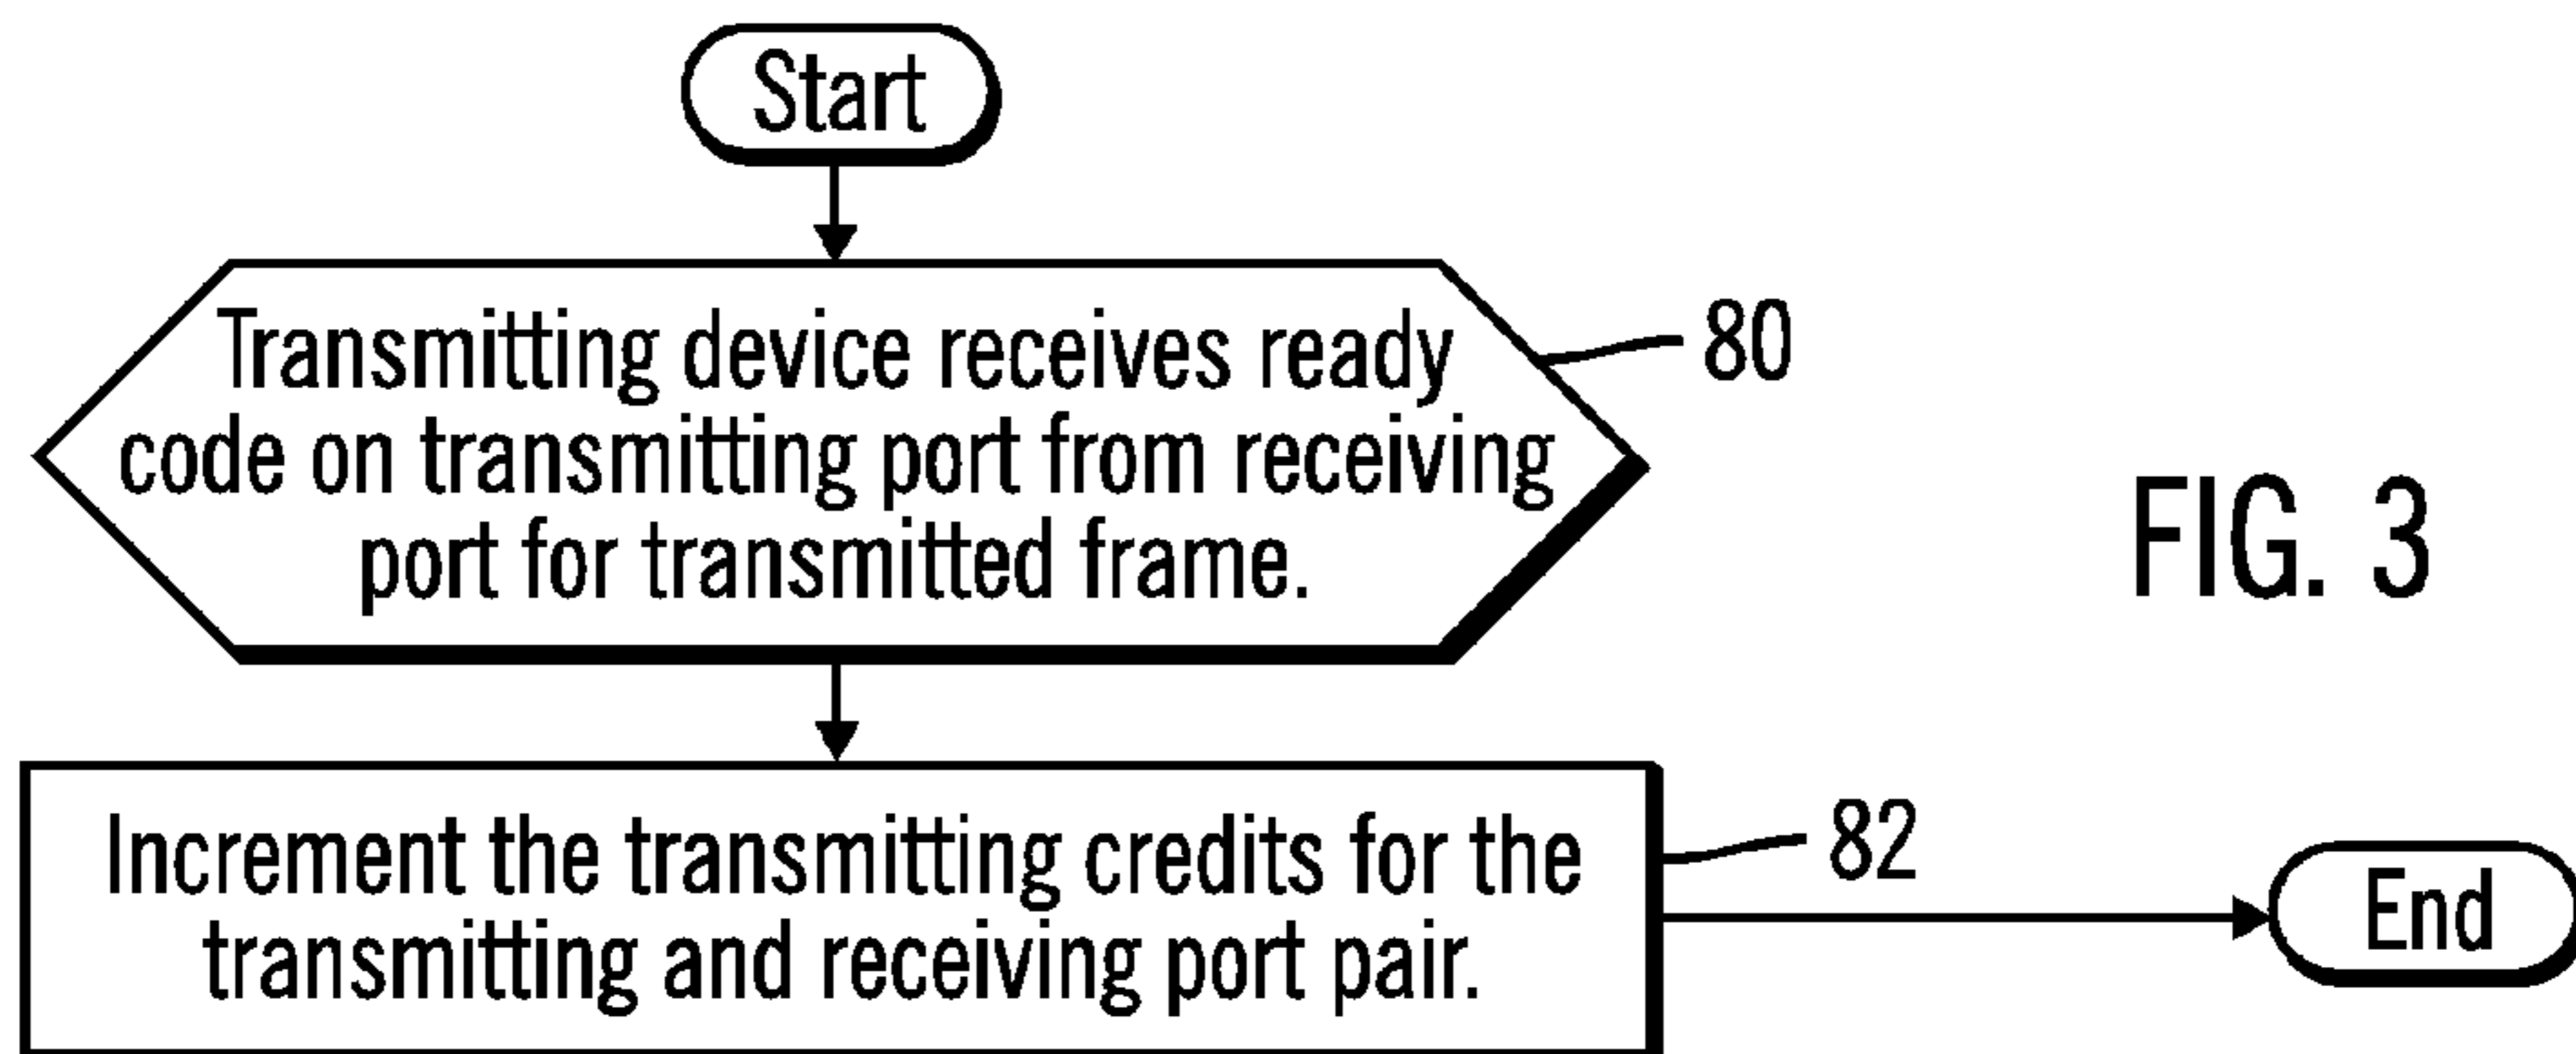 Start
Transmitting device receives ready
code on transmitting port from receiving
port for transmitted frame.
80
FIG. 3
Increment the transmitting credits for the
transmitting and receiving port pair.
82
End